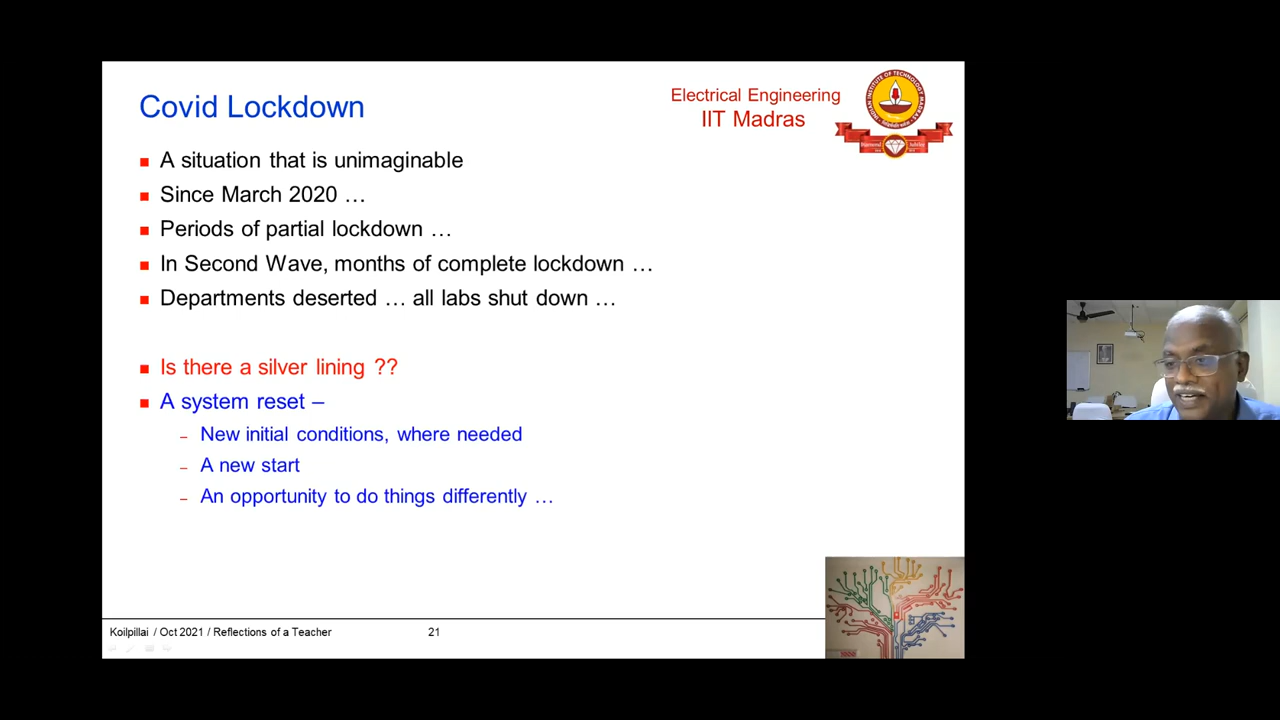 Covid Lockdown
Electrical Engineering
IIT Madras
A situation that is unimaginable
Since March 2020 …
Periods of partial lockdown …
In Second Wave, months of complete lockdown …
Departments deserted … all labs shut down …
Is there a silver lining ??
A system reset –
– New initial conditions, where needed
– A new start
– An opportunity to do things differently …
Koilpillai / Oct 2021 / Reflections of a Teacher
21